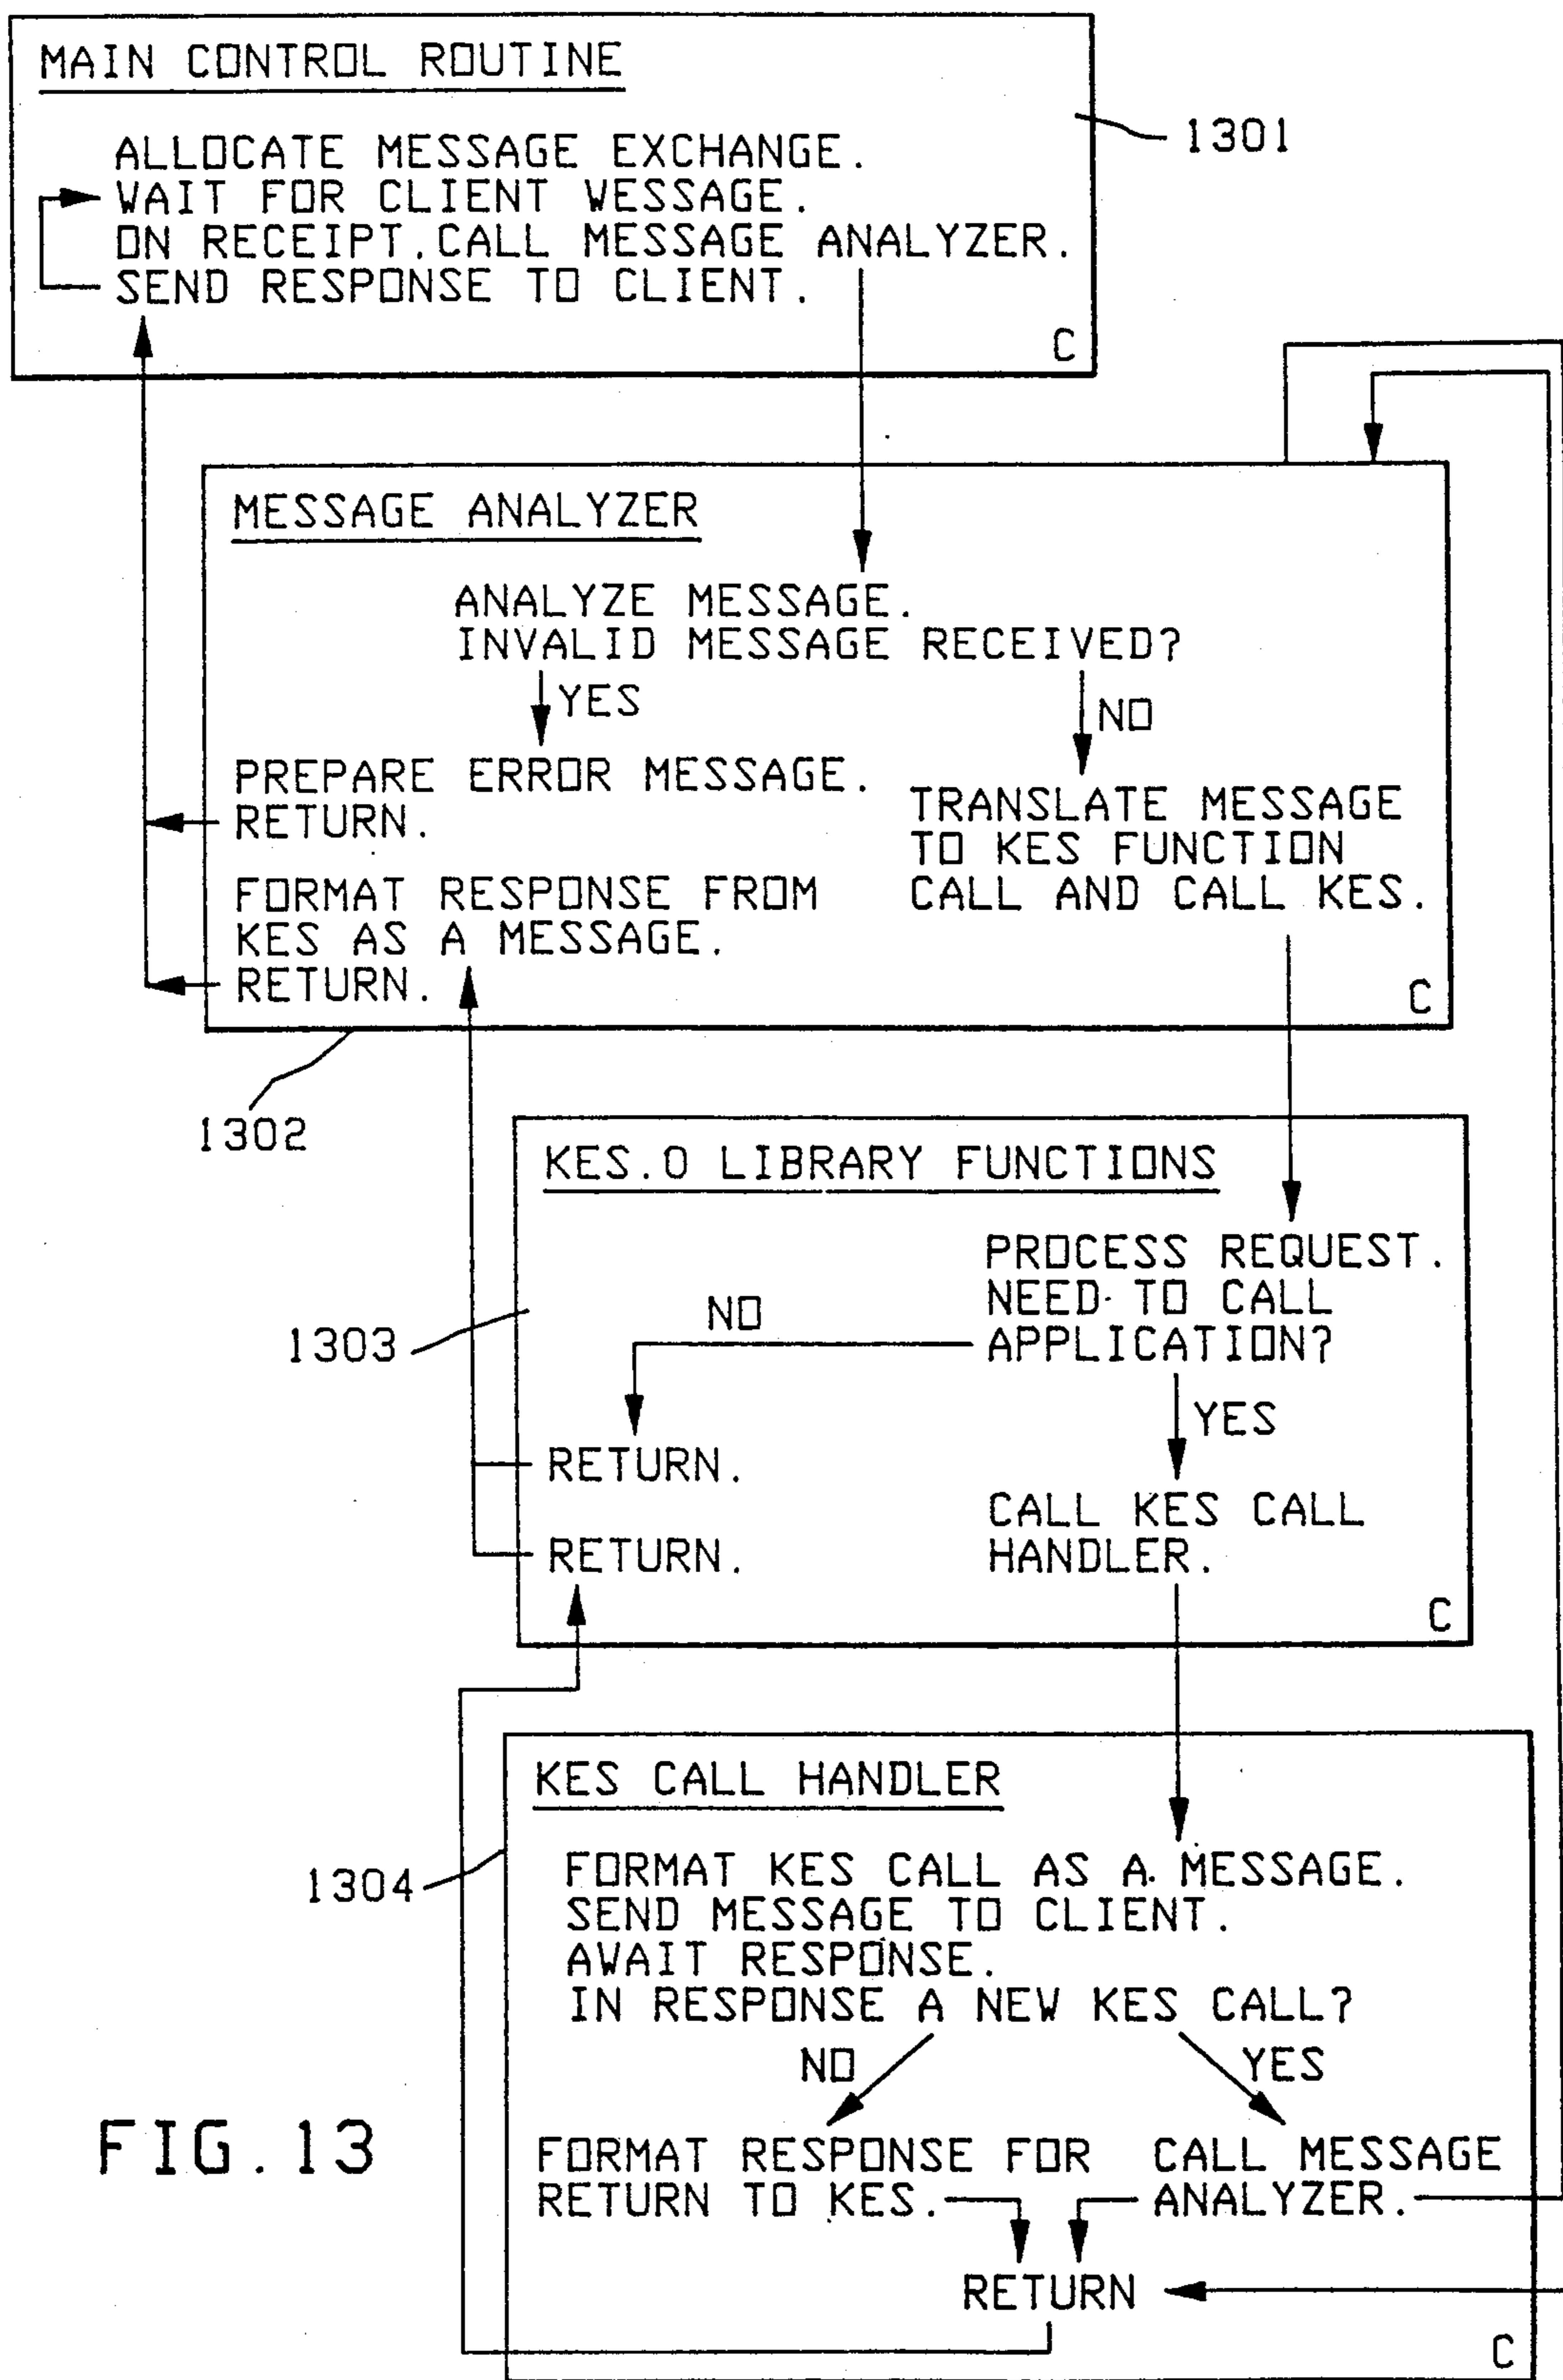 MAIN CONTROL ROUTINE
ALLOCATE MESSAGE EXCHANGE.
WAIT FOR CLIENT WESSAGE.
ON RECEIPT.CALL MESSAGE ANALYZER.
SEND RESPONSE TO CLIENT.
C
1301
MESSAGE ANALYZER
ANALYZE MESSAGE.
INVALID MESSAGE RECEIVED?
YES
NO
PREPARE ERROR MESSAGE.
RETURN.
TRANSLATE MESSAGE
TO KES FUNCTION
CALL AND CALL KES.
FORMAT RESPONSE FROM
KES AS A MESSAGE.
RETURN.
C
1302
KES.O LIBRARY FUNCTIONS
PROCESS REQUEST.
NEED TO CALL
APPLICATION?
NO
1303
YES
RETURN.
CALL KES CALL
HANDLER.
RETURN.
C
KES CALL HANDLER
1304
FORMAT KES CALL AS A MESSAGE.
SEND MESSAGE TO CLIENT.
AWAIT RESPONSE.
IN RESPONSE A NEW KES CALL?
NO
YES
FORMAT RESPONSE FOR
RETURN TO KES.
CALL MESSAGE
ANALYZER.
RETURN
C
FIG.13